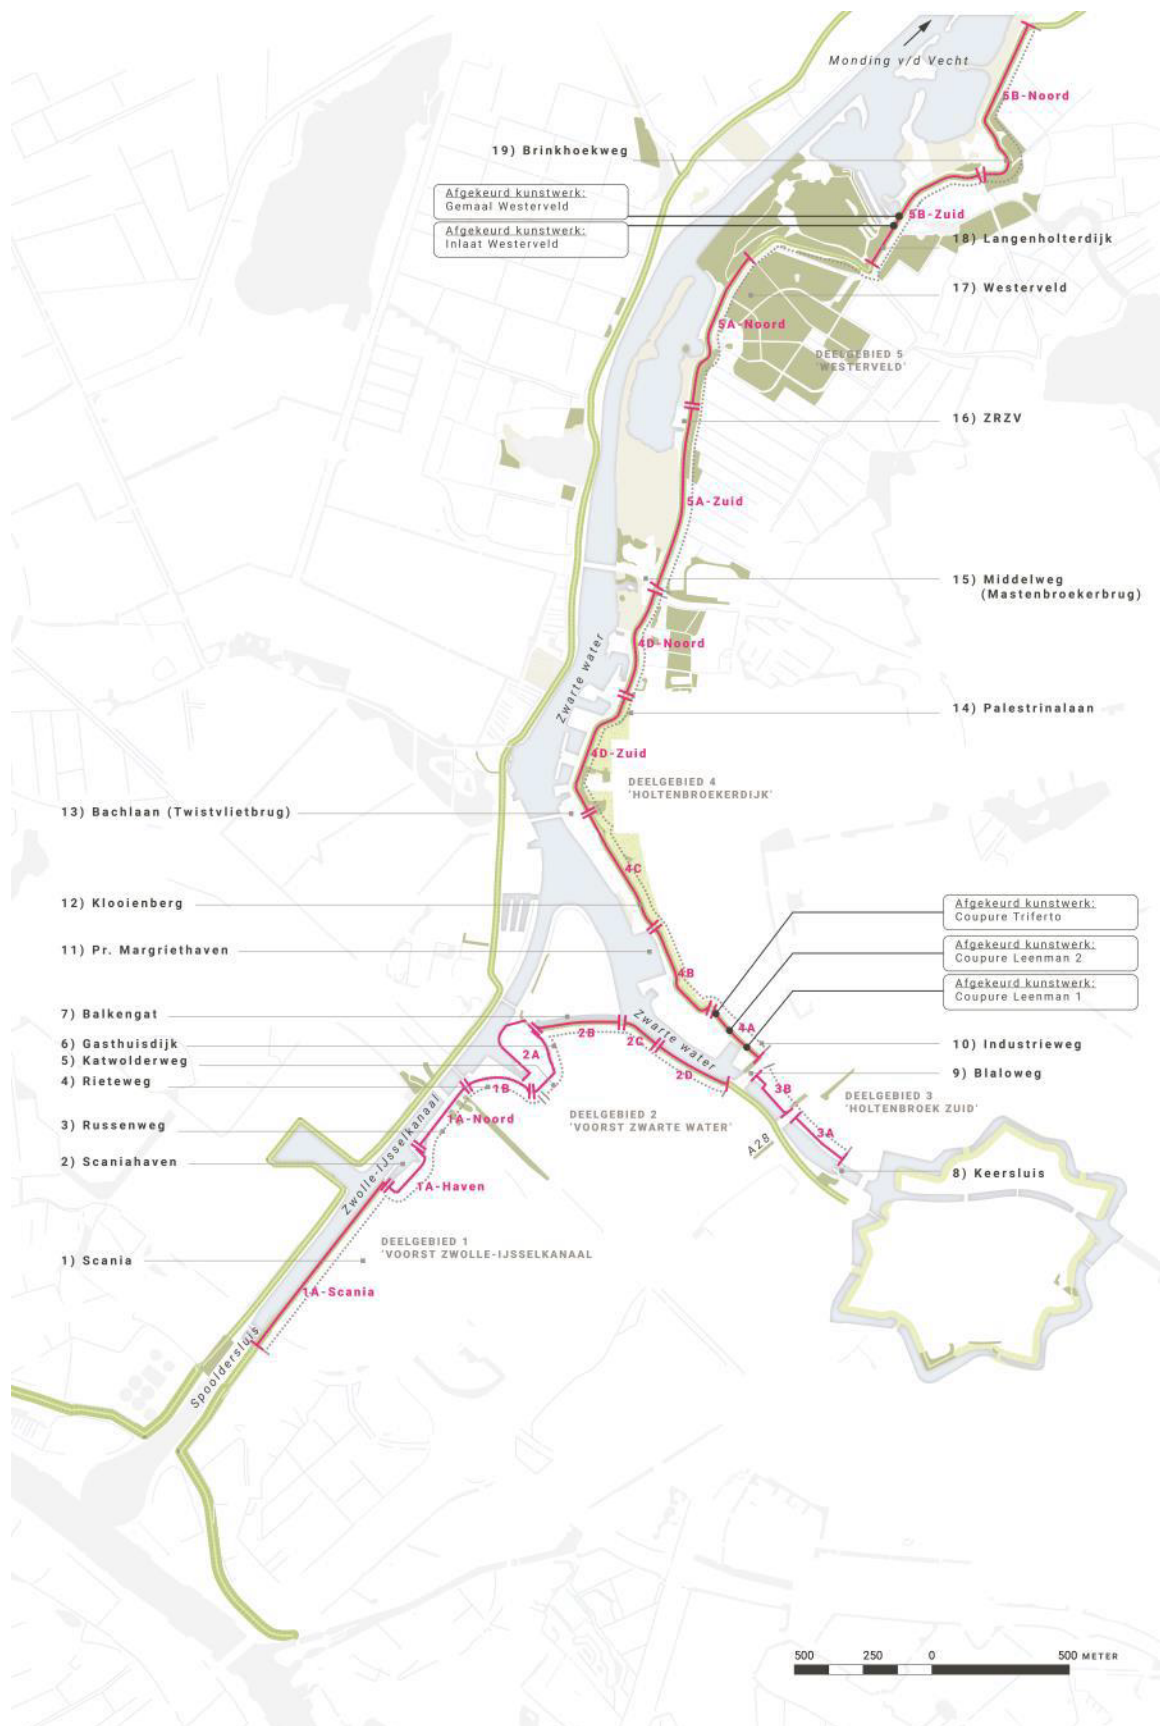 Monding v/d Vecht
5B-Noord
19) Brinkhoekweg
Afgekeurd kunstwerk:
Gemaal Westerveld
5B-Zuid
Afgekeurd kunstwerk:
Inlaat Westerveld
18) Langenholterdijk
17) Westerveld
5A-Noord
DEELGEBIED 5
'WESTERVELD'
16) ZRZV
5A-Zuid
15) Middelweg
(Mastenbroekerbrug)
4D-Noord
Zwarte water
14) Palestrinalaan
4D-Zuid
DEELGEBIED 4
'HOLTENBROEKERDIJK'
13) Bachlaan (Twistvlietbrug)
4C
12) Klooienberg
Afgekeurd kunstwerk:
Coupure Triferto
11) Pr. Margriethaven
Afgekeurd kunstwerk:
Coupure Leenman 2
4B
Afgekeurd kunstwerk:
Coupure Leenman 1
7) Balkengat
Zwarte water
4A
2B
2C
6) Gasthuisdijk
10) Industrieweg
2A
5) Katwolderweg
9) Blaloweg
2D
4) Rieteweg
1B
3B
DEELGEBIED 3
'HOLTENBROEK ZUID'
1A-Noord
DEELGEBIED 2
'VOORST ZWARTE WATER'
3) Russenweg
3A
A28
Zwolle-IJsselkanaal
2) Scaniahaven
8) Keersluis
1A-Haven
DEELGEBIED 1
'VOORST ZWOLLE-IJSSELKANAAL
1) Scania
1A-Scania
Spooldersluis
500 250 0 500 METER